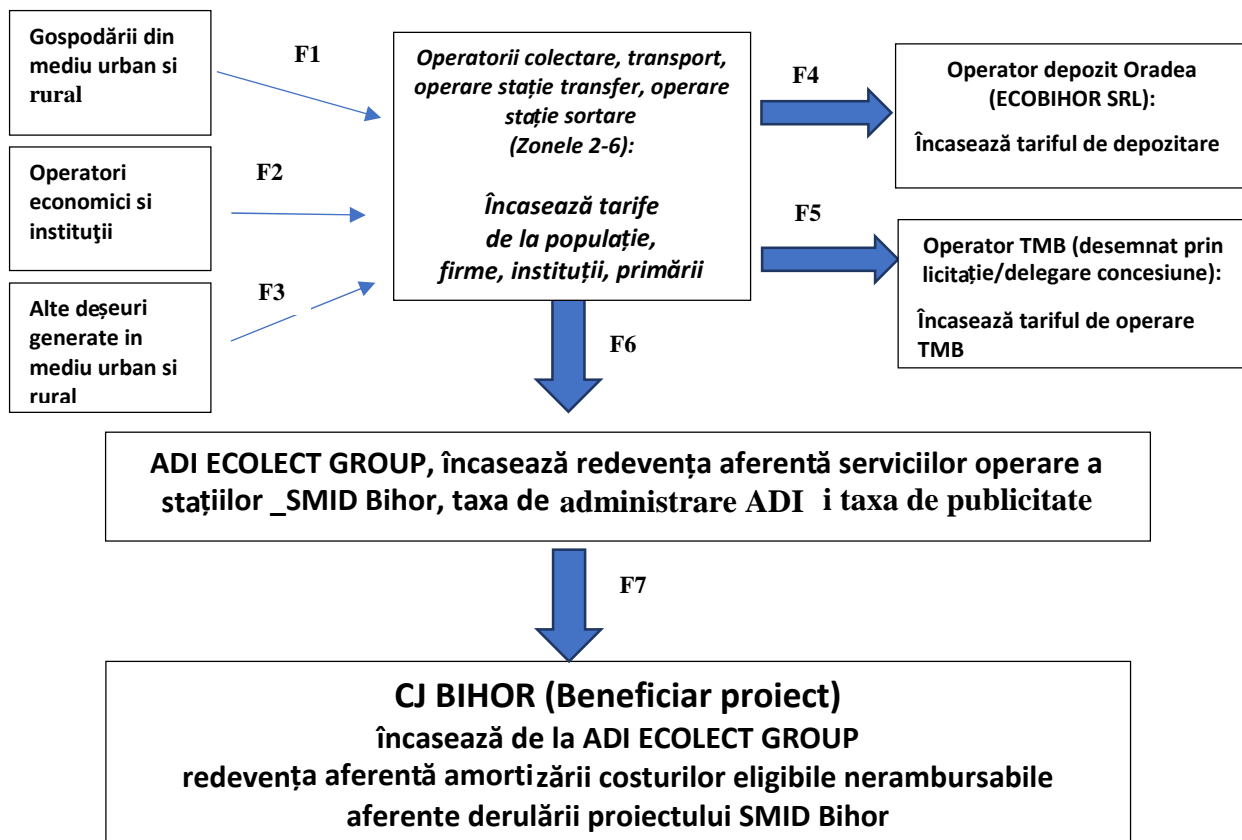 Gospodării din
mediu urban si
rural
F1
Operatori
economici si
instituţii
F2
Alte deșeuri
generate in
mediu urban si
rural
F3
Operatorii colectare, transport,
operare stație transfer, operare
stație sortare
(Zonele 2-6):
Încasează tarife
de la populație,
firme, instituții, primării
F4
Operator depozit Oradea
(ECOBIHOR SRL):
Încasează tariful de depozitare
F5
Operator TMB (desemnat prin
licitație/delegare concesiune):
Încasează tariful de operare
TMB
F6
ADI ECOLECT GROUP, încasează redevența aferentă serviciilor operare a
stațiilor _SMID Bihor, taxa de administrare ADI i taxa de publicitate
F7
CJ BIHOR (Beneficiar proiect)
încasează de la ADI ECOLECT GROUP
redevența aferentă amortizării costurilor eligibile nerambursabile
aferente derulării proiectului SMID Bihor